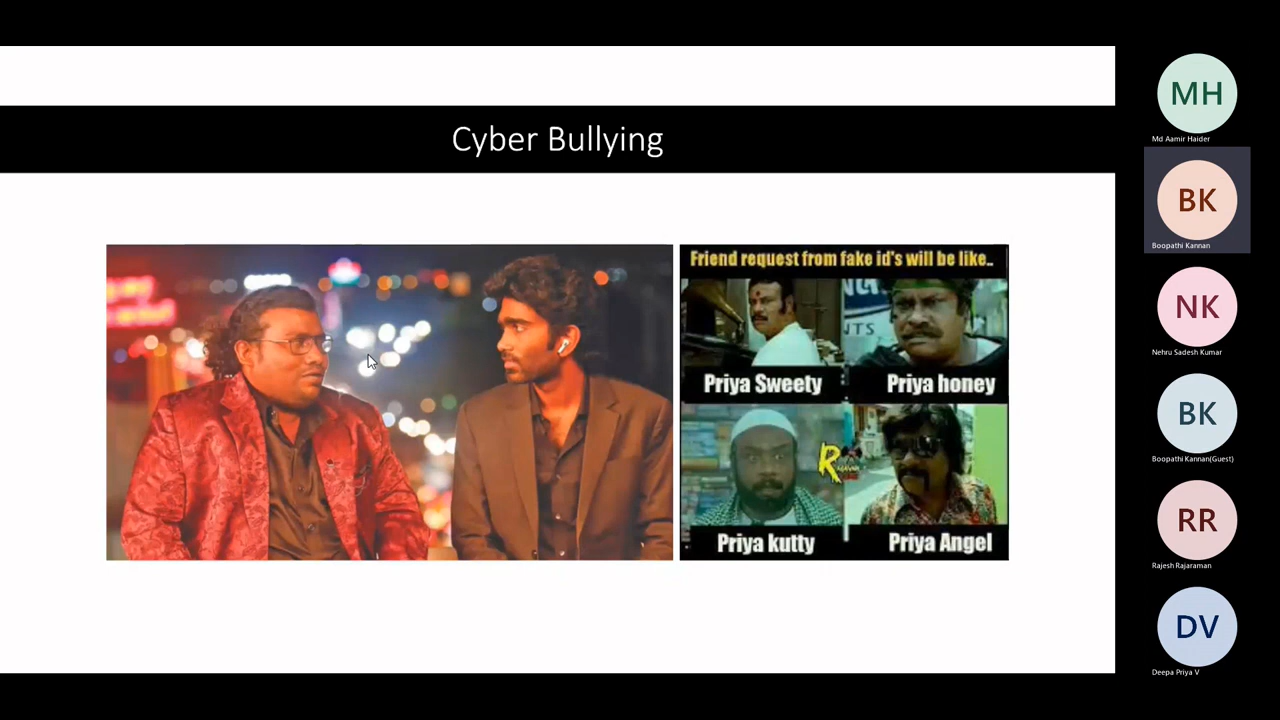 Cyber Bullying
Friend request from fake id's will be like..
Priya Sweety
Priya honey
Priya kutty
Priya Angel
MH
Md Aamir Haider
BK
Boopathi Kannan
NK
Nehru Sadesh Kumar
BK
Boopathi Kannan(Guest)
RR
Rajesh Rajaraman
DV
Deepa Priya V